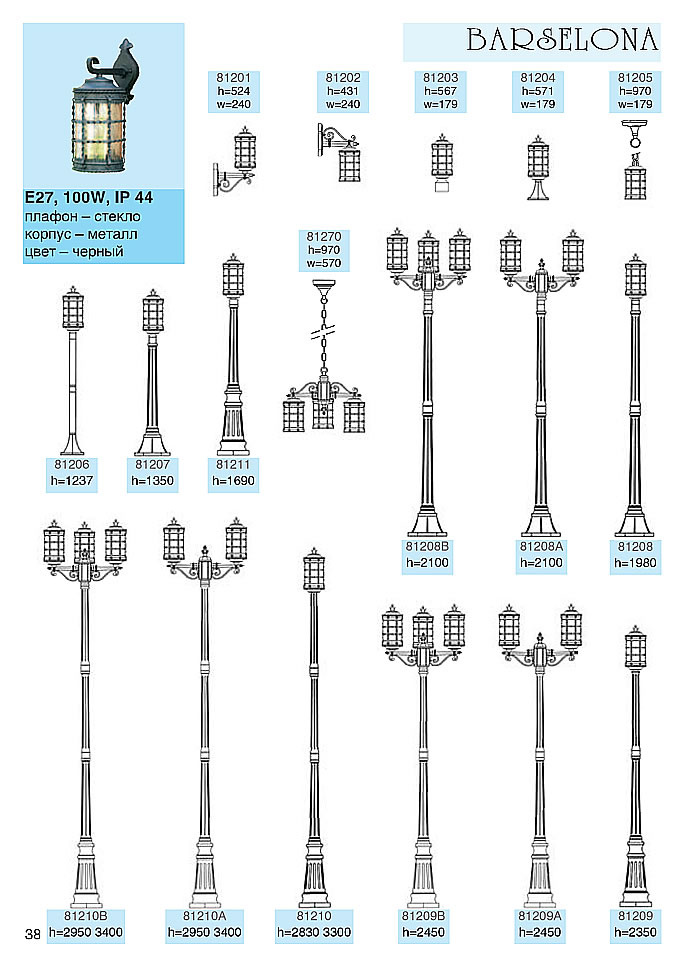 BARSELONA
81201
h=524
w=240
81202
h=431
w=240
81203
h=567
w=179
81204
h=571
w=179
81205
h=970
w=179
E27, 100W, IP 44
плафон – стекло
корпус – металл
цвет – черный
81270
h=970
w=570
81206
h=1237
81207
h=1350
81211
h=1690
81208B
h=2100
81208A
h=2100
81208
h=1980
81210B
h=2950 3400
81210A
h=2950 3400
81210
h=2830 3300
81209B
h=2450
81209A
h=2450
81209
h=2350
38